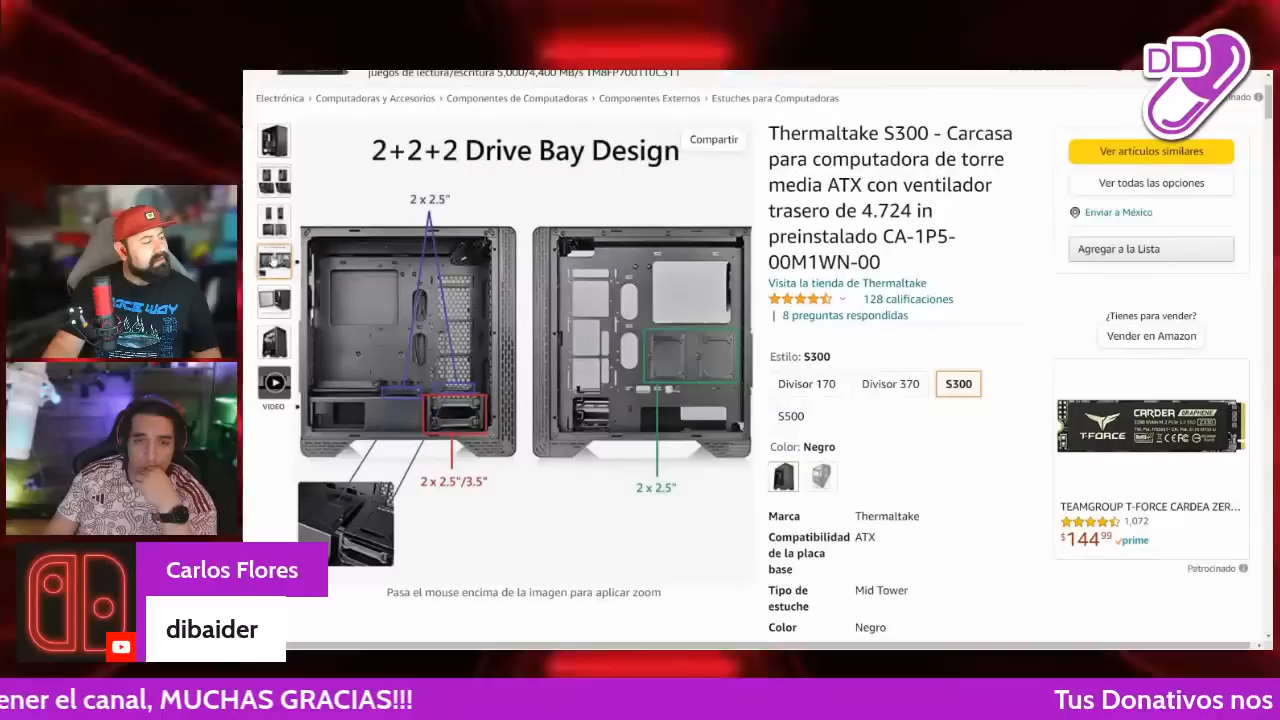 juegos de lectura/escritura 5,000/4,400 MB/s TM8FP7001T0C311
Electrónica › Computadoras y Accesorios › Componentes de Computadoras › Componentes Externos › Estuches para Computadoras
DD
2+2+2 Drive Bay Design
Compartir
2 x 2.5"
2 x 2.5"/3.5"
2 x 2.5"
VIDEO
Pasa el mouse encima de la imagen para aplicar zoom
Thermaltake S300 - Carcasa
para computadora de torre
media ATX con ventilador
trasero de 4.724 in
preinstalado CA-1P5-
00M1WN-00
Visita la tienda de Thermaltake
128 calificaciones
| 8 preguntas respondidas
Estilo: S300
Divisor 170
Divisor 370
S300
S500
Color: Negro
Marca Thermaltake
Compatibilidad ATX
de la placa
base
Tipo de Mid Tower
estuche
Color Negro
Ver artículos similares
Ver todas las opciones
Enviar a México
Agregar a la Lista
¿Tienes para vender?
Vender en Amazon
T-FORCE
CARDEA
TEAMGROUP T-FORCE CARDEA ZER...
1,072
$144 99 prime
Patrocinado
Carlos Flores
dibaider
ener el canal, MUCHAS GRACIAS!!!
Tus Donativos nos